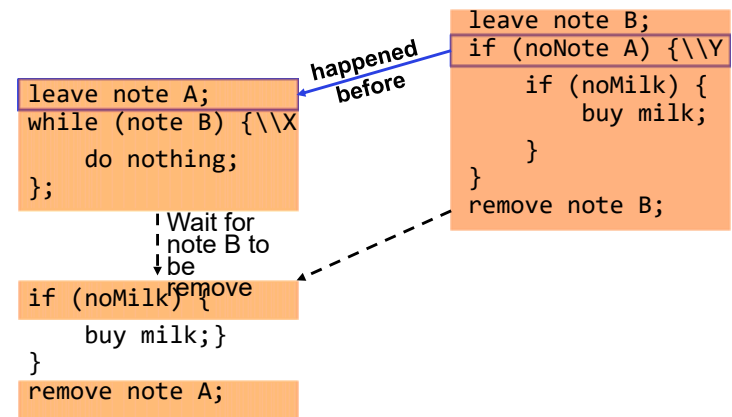 leave note A;
while (note B) {\\X
do nothing;
};
Wait for
note B to
be
remove
if (noMilk) {
buy milk;}
}
remove note A;
happened
before
leave note B;
if (noNote A) {\\Y
if (noMilk) {
buy milk;
}
}
remove note B;